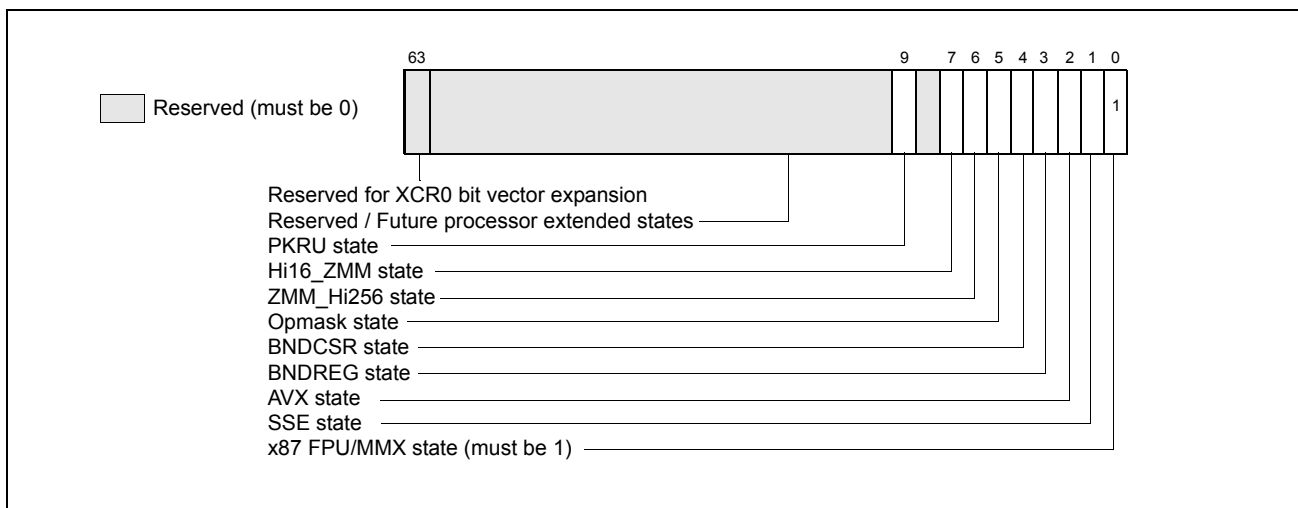 63 9 7 6 5 4 3 2 1 0
Reserved (must be 0)
1
Reserved for XCR0 bit vector expansion
Reserved / Future processor extended states
PKRU state
Hi16_ZMM state
ZMM_Hi256 state
Opmask state
BNDCSR state
BNDREG state
AVX state
SSE state
x87 FPU/MMX state (must be 1)